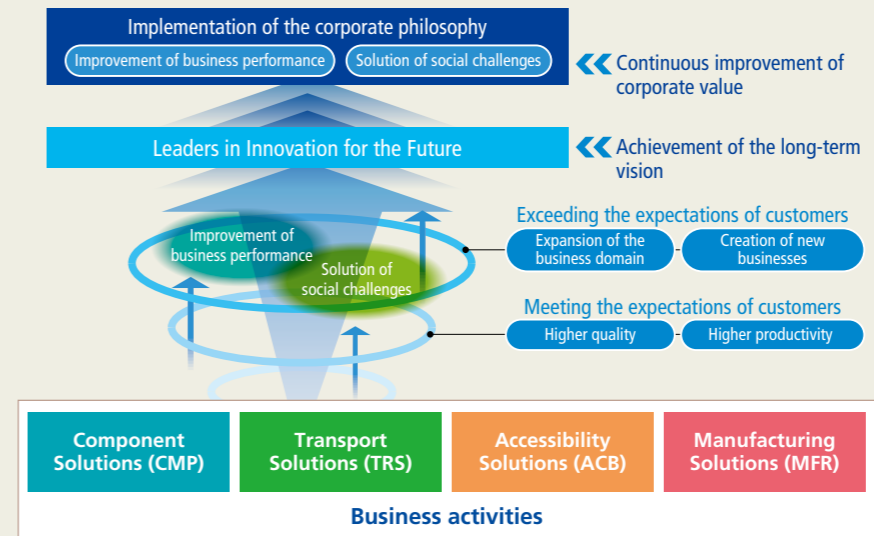 Implementation of the corporate philosophy
Improvement of business performance
Solution of social challenges
Continuous improvement of
corporate value
Leaders in Innovation for the Future
Achievement of the long-term
vision
Improvement of
business performance
Solution of
social challenges
Exceeding the expectations of customers
Expansion of the
business domain
Creation of new
businesses
Meeting the expectations of customers
Higher quality
Higher productivity
Component
Solutions (CMP)
Transport
Solutions (TRS)
Accessibility
Solutions (ACB)
Manufacturing
Solutions (MFR)
Business activities